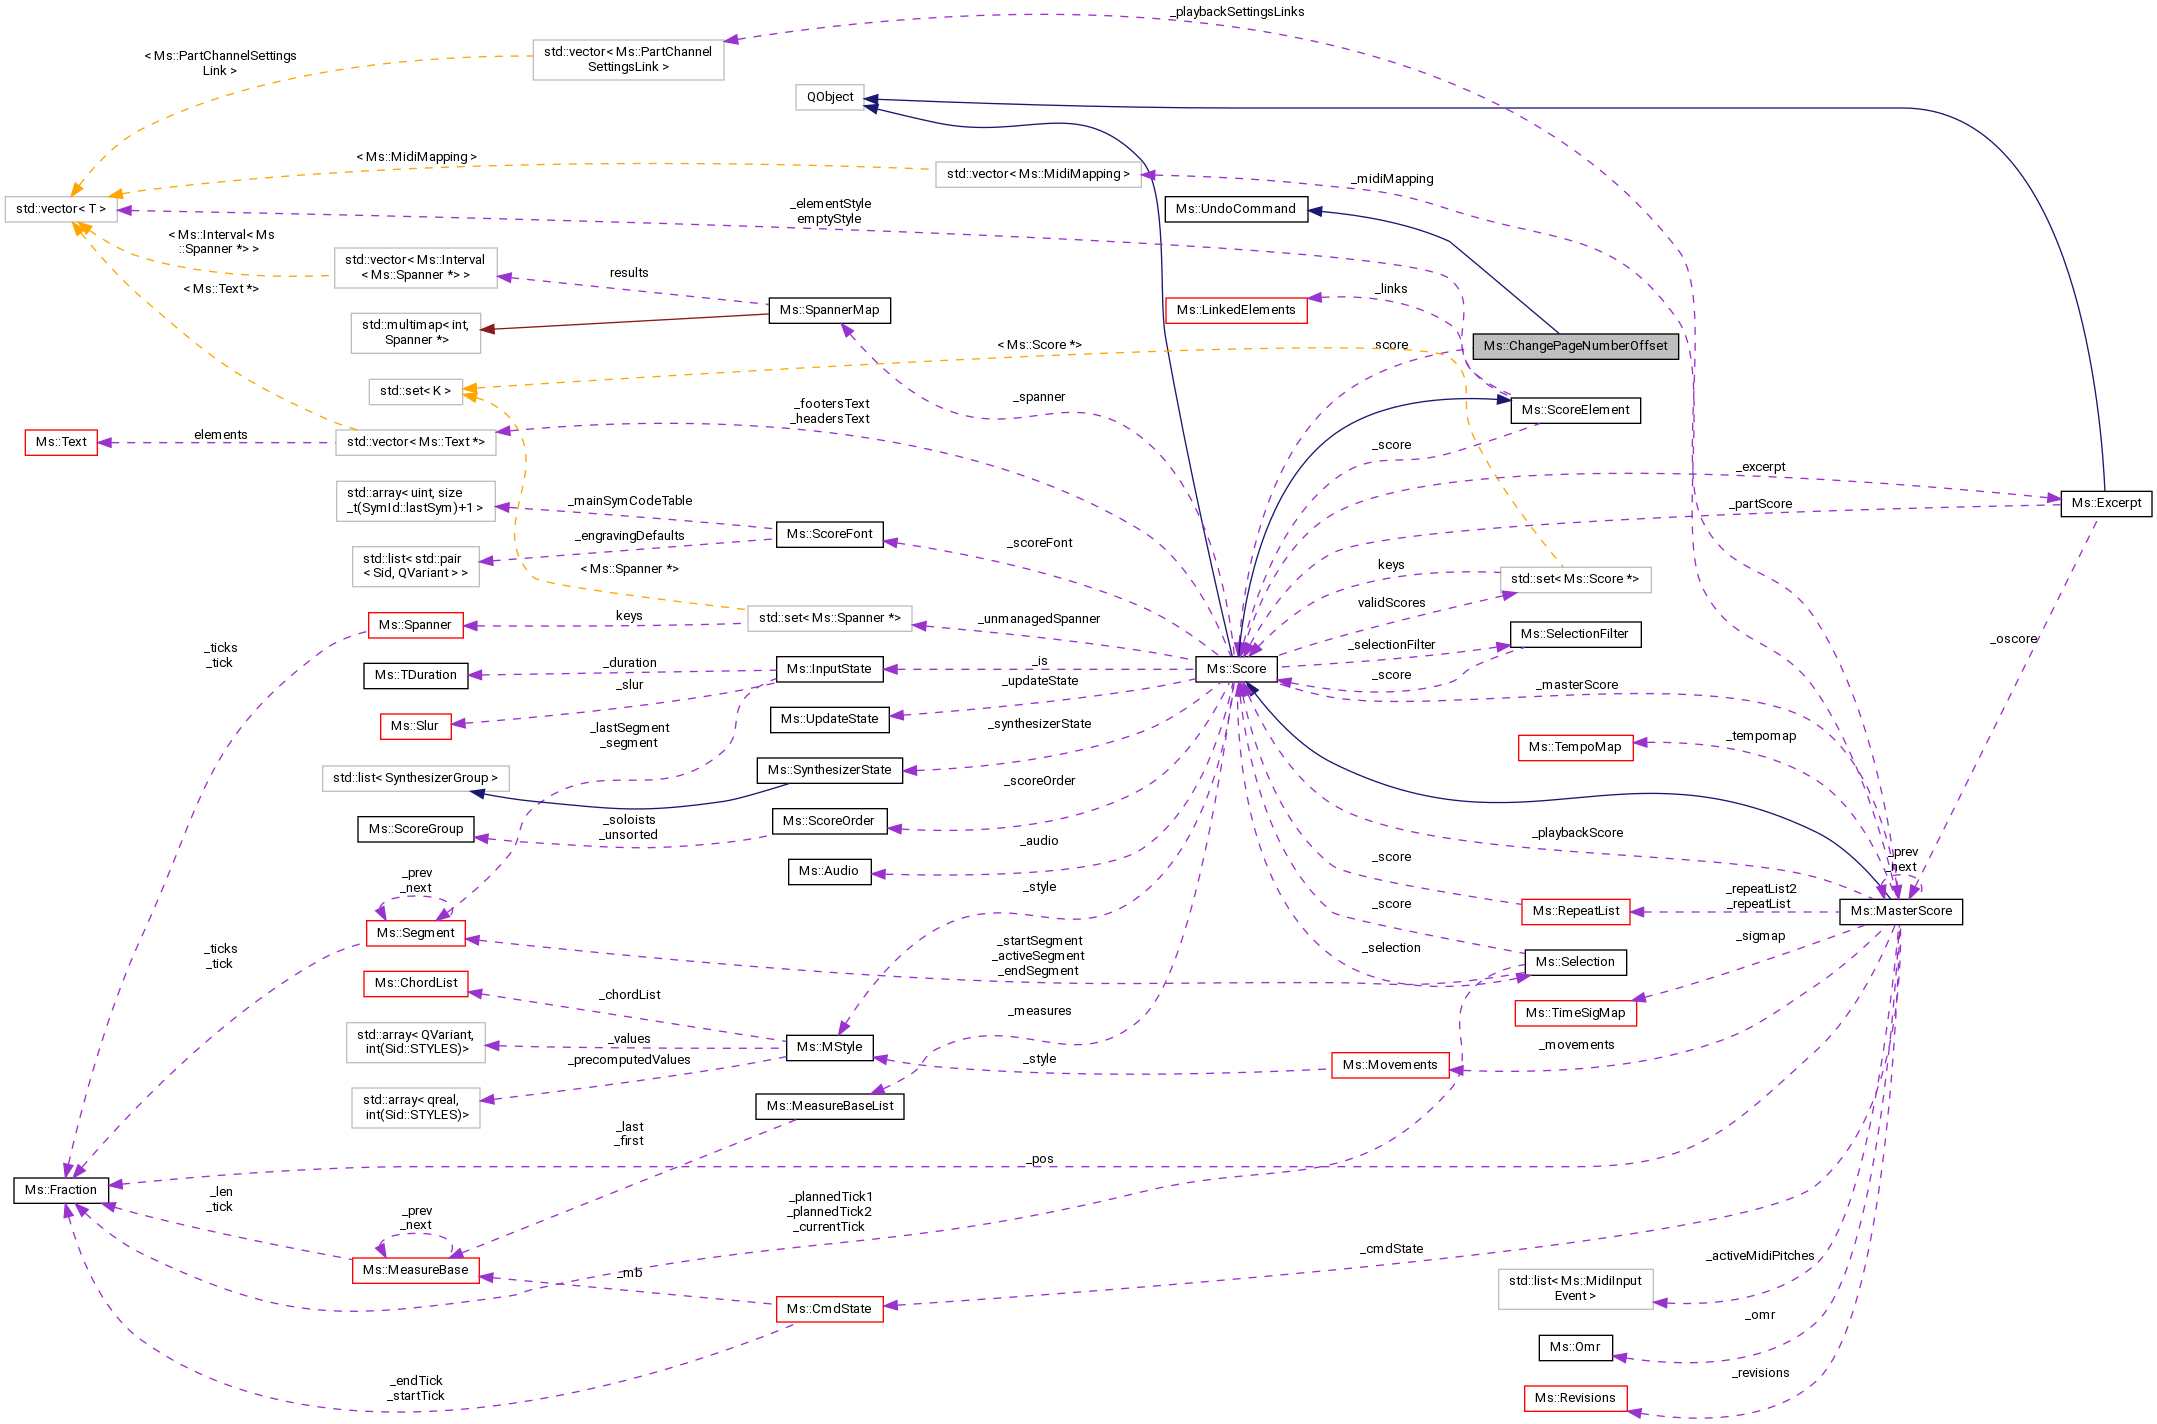 _playbackSettingsLinks
std::vector< Ms::PartChannel
SettingsLink >
< Ms::PartChannelSettings
Link >
QObject
< Ms::MidiMapping >
std::vector< Ms::MidiMapping >
_midiMapping
std::vector< T >
_elementStyle
emptyStyle
Ms::UndoCommand
< Ms::Interval< Ms
::Spanner *> >
std::vector< Ms::Interval
< Ms::Spanner *> >
results
< Ms::Text *>
_links
Ms::SpannerMap
Ms::LinkedElements
std::multimap< int,
Spanner *>
< Ms::Score *>
score
Ms::ChangePageNumberOffset
std::set< K >
_spanner
_footersText
_headersText
Ms::ScoreElement
Ms::Text
elements
std::vector< Ms::Text *>
_score
_excerpt
std::array< uint, size
_t(SymId::lastSym)+1 >
_mainSymCodeTable
_partScore
Ms::Excerpt
Ms::ScoreFont
_engravingDefaults
_scoreFont
std::list< std::pair
< Sid, QVariant > >
< Ms::Spanner *>
keys
std::set< Ms::Score *>
validScores
Ms::Spanner
keys
std::set< Ms::Spanner *>
_unmanagedSpanner
_selectionFilter
Ms::SelectionFilter
_oscore
_ticks
_tick
Ms::TDuration
_duration
Ms::InputState
_is
Ms::Score
_score
_slur
_updateState
_masterScore
Ms::Slur
Ms::UpdateState
_lastSegment
_segment
_synthesizerState
_tempomap
Ms::TempoMap
std::list< SynthesizerGroup >
Ms::SynthesizerState
_scoreOrder
Ms::ScoreGroup
_soloists
_unsorted
Ms::ScoreOrder
_playbackScore
_audio
_prev
_next
_prev
_next
Ms::Audio
_score
_style
_repeatList2
_repeatList
Ms::RepeatList
Ms::MasterScore
_score
Ms::Segment
_ticks
_tick
_startSegment
_activeSegment
_endSegment
_selection
_sigmap
Ms::Selection
Ms::ChordList
_chordList
_measures
Ms::TimeSigMap
std::array< QVariant,
int(Sid::STYLES)>
_values
Ms::MStyle
_movements
_precomputedValues
_style
Ms::Movements
std::array< qreal,
int(Sid::STYLES)>
Ms::MeasureBaseList
_last
_first
_pos
Ms::Fraction
_len
_tick
_plannedTick1
_plannedTick2
_currentTick
_prev
_next
Ms::MeasureBase
_mb
_cmdState
_activeMidiPitches
std::list< Ms::MidiInput
Event >
Ms::CmdState
_omr
Ms::Omr
_endTick
_startTick
_revisions
Ms::Revisions